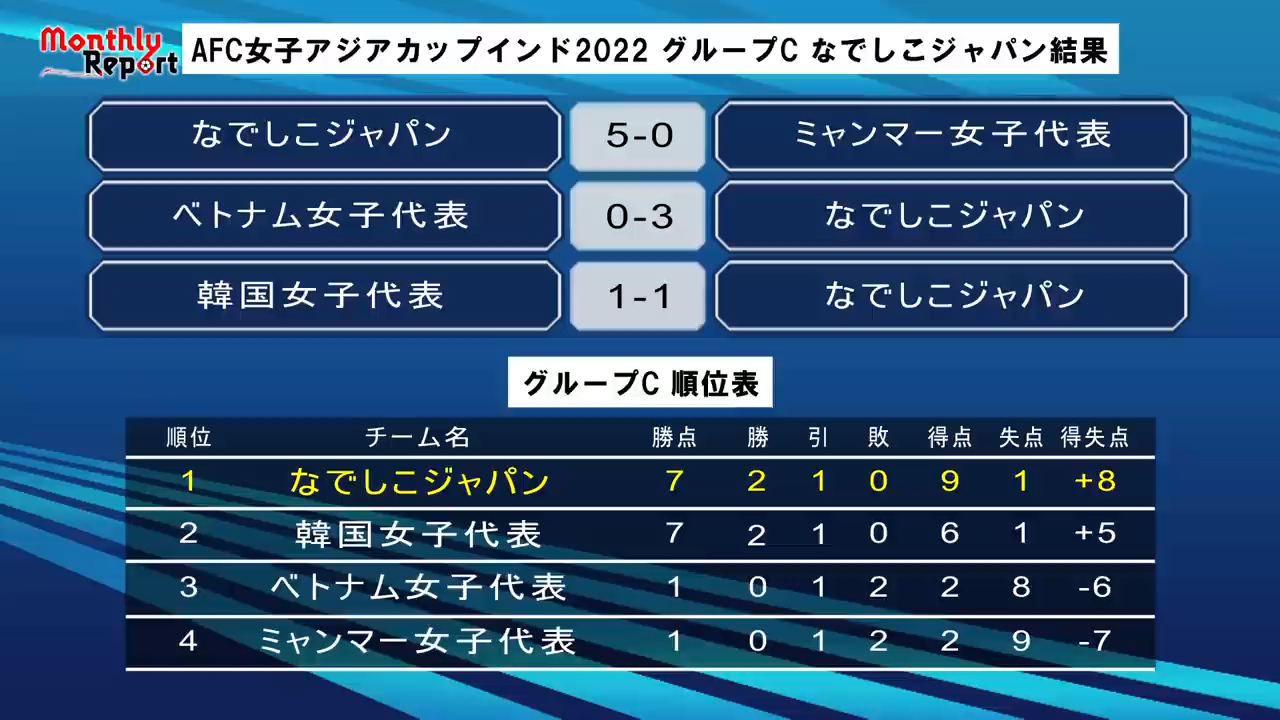 Monthly Report
AFC女子アジアカップインド2022 グループC なでしこジャパン結果
なでしこジャパン 5-0 ミャンマー女子代表
ベトナム女子代表 0-3 なでしこジャパン
韓国女子代表 1-1 なでしこジャパン
グループC 順位表
順位 チーム名 勝点 勝 引 敗 得点 失点 得失点
1 なでしこジャパン 7 2 1 0 9 1 +8
2 韓国女子代表 7 2 1 0 6 1 +5
3 ベトナム女子代表 1 0 1 2 2 8 -6
4 ミャンマー女子代表 1 0 1 2 2 9 -7